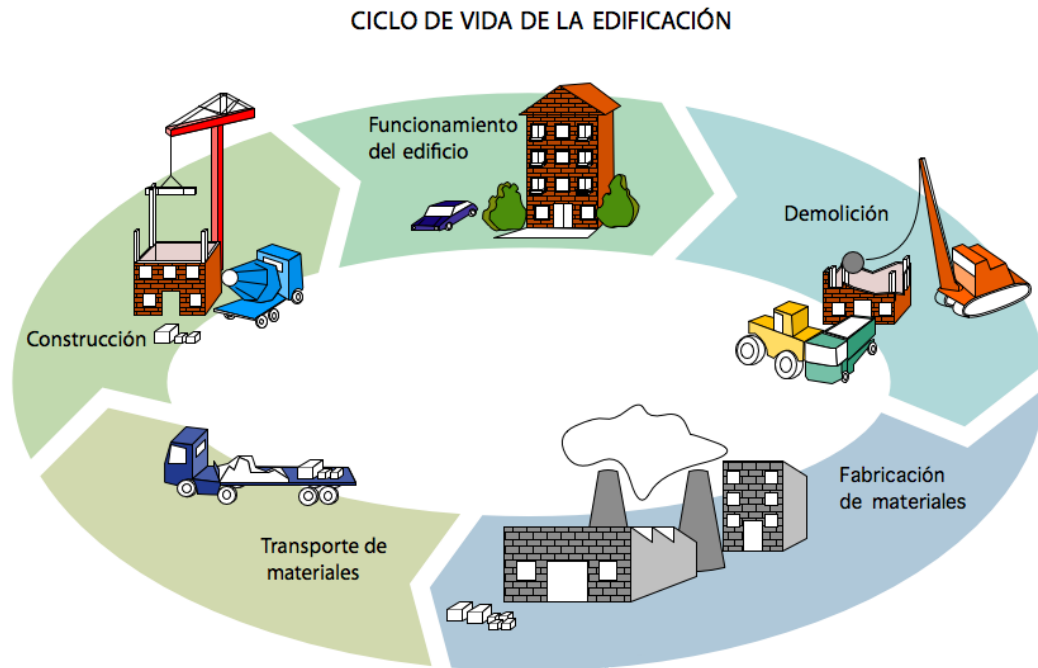 CICLO DE VIDA DE LA EDIFICACIÓN
Funcionamiento
del edificio
Demolición
Construcción
Fabricación
de materiales
Transporte de
materiales